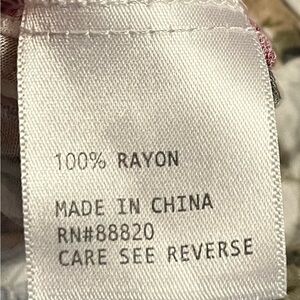 100% RAYON
MADE IN CHINA
RN#88820
CARE SEE REVERSE